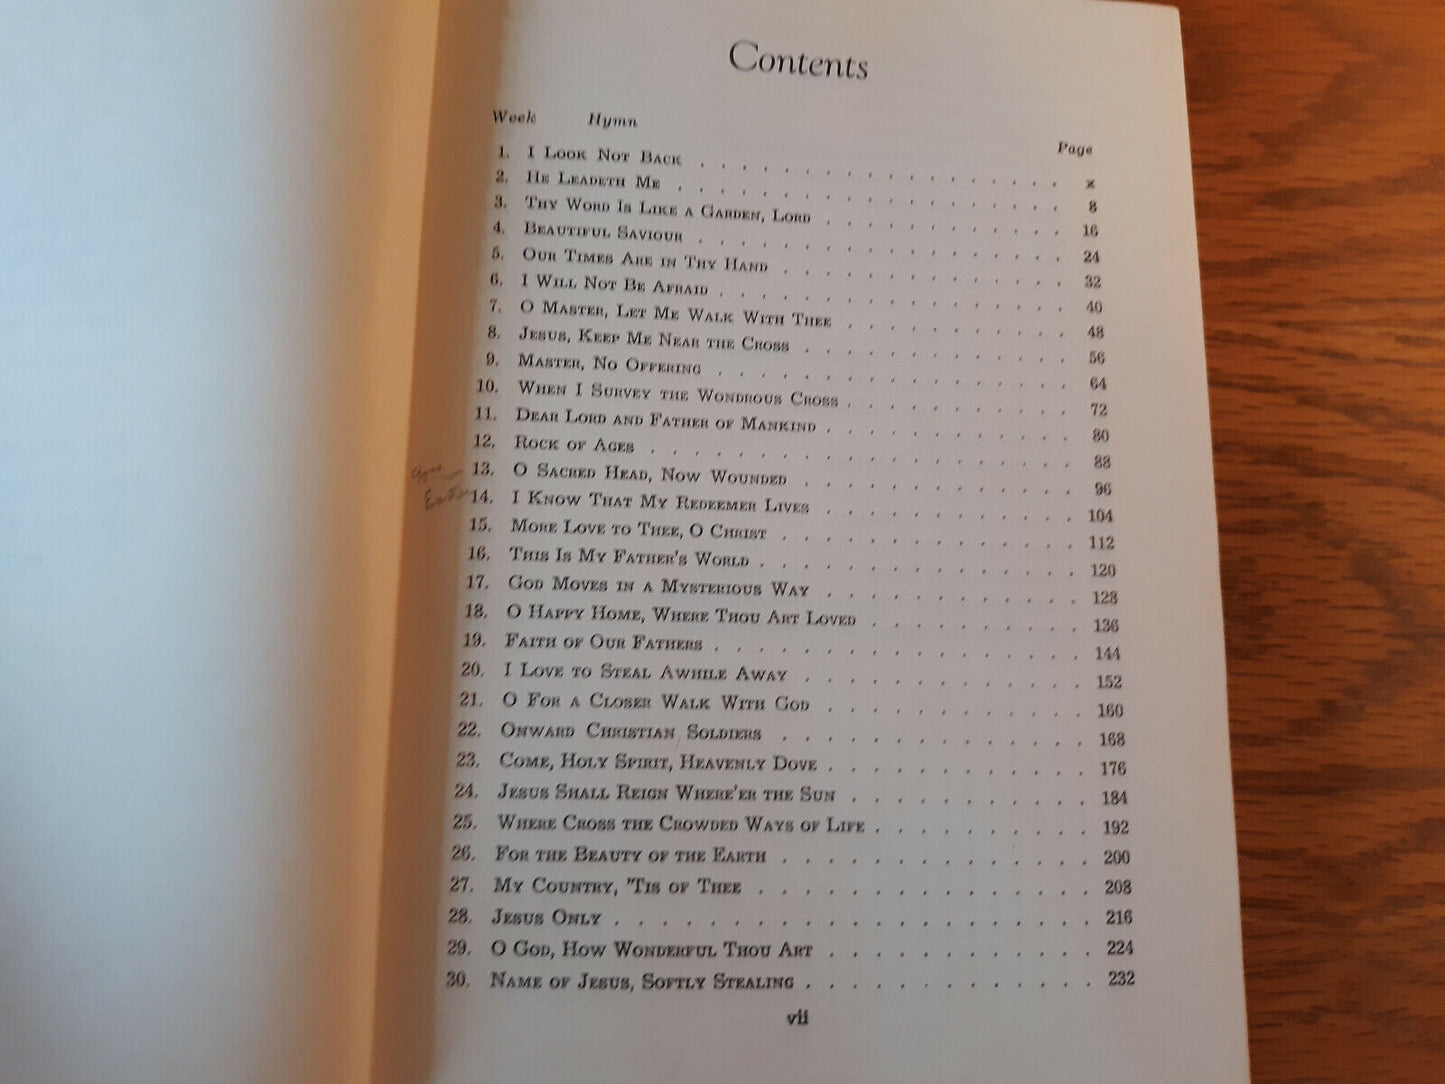 Contents
Week Hymn Page
1. I Look Not Back . . . . . . . . . . . . . . . . . x
2. He Leadeth Me . . . . . . . . . . . . . . . . . . 8
3. Thy Word Is Like a Garden, Lord . . . . . . . . . . . 16
4. Beautiful Saviour . . . . . . . . . . . . . . . . . 24
5. Our Times Are in Thy Hand . . . . . . . . . . . . . 32
6. I Will Not Be Afraid . . . . . . . . . . . . . . . . 40
7. O Master, Let Me Walk With Thee . . . . . . . . . . . 48
8. Jesus, Keep Me Near the Cross . . . . . . . . . . . . 56
9. Master, No Offering . . . . . . . . . . . . . . . . 64
10. When I Survey the Wondrous Cross . . . . . . . . . . 72
11. Dear Lord and Father of Mankind . . . . . . . . . . . 80
12. Rock of Ages . . . . . . . . . . . . . . . . . . . 88
13. O Sacred Head, Now Wounded . . . . . . . . . . . . . 96
Easter 14. I Know That My Redeemer Lives . . . . . . . . . . . . 104
15. More Love to Thee, O Christ . . . . . . . . . . . . . 112
16. This Is My Father's World . . . . . . . . . . . . . . 120
17. God Moves in a Mysterious Way . . . . . . . . . . . . 128
18. O Happy Home, Where Thou Art Loved . . . . . . . . . . 136
19. Faith of Our Fathers . . . . . . . . . . . . . . . . 144
20. I Love to Steal Awhile Away . . . . . . . . . . . . . 152
21. O For a Closer Walk With God . . . . . . . . . . . . 160
22. Onward Christian Soldiers . . . . . . . . . . . . . . 168
23. Come, Holy Spirit, Heavenly Dove . . . . . . . . . . . 176
24. Jesus Shall Reign Where'er the Sun . . . . . . . . . . . 184
25. Where Cross the Crowded Ways of Life . . . . . . . . . . 192
26. For the Beauty of the Earth . . . . . . . . . . . . . 200
27. My Country, 'Tis of Thee . . . . . . . . . . . . . . 208
28. Jesus Only . . . . . . . . . . . . . . . . . . . . 216
29. O God, How Wonderful Thou Art . . . . . . . . . . . . 224
30. Name of Jesus, Softly Stealing . . . . . . . . . . . . . 232
vii